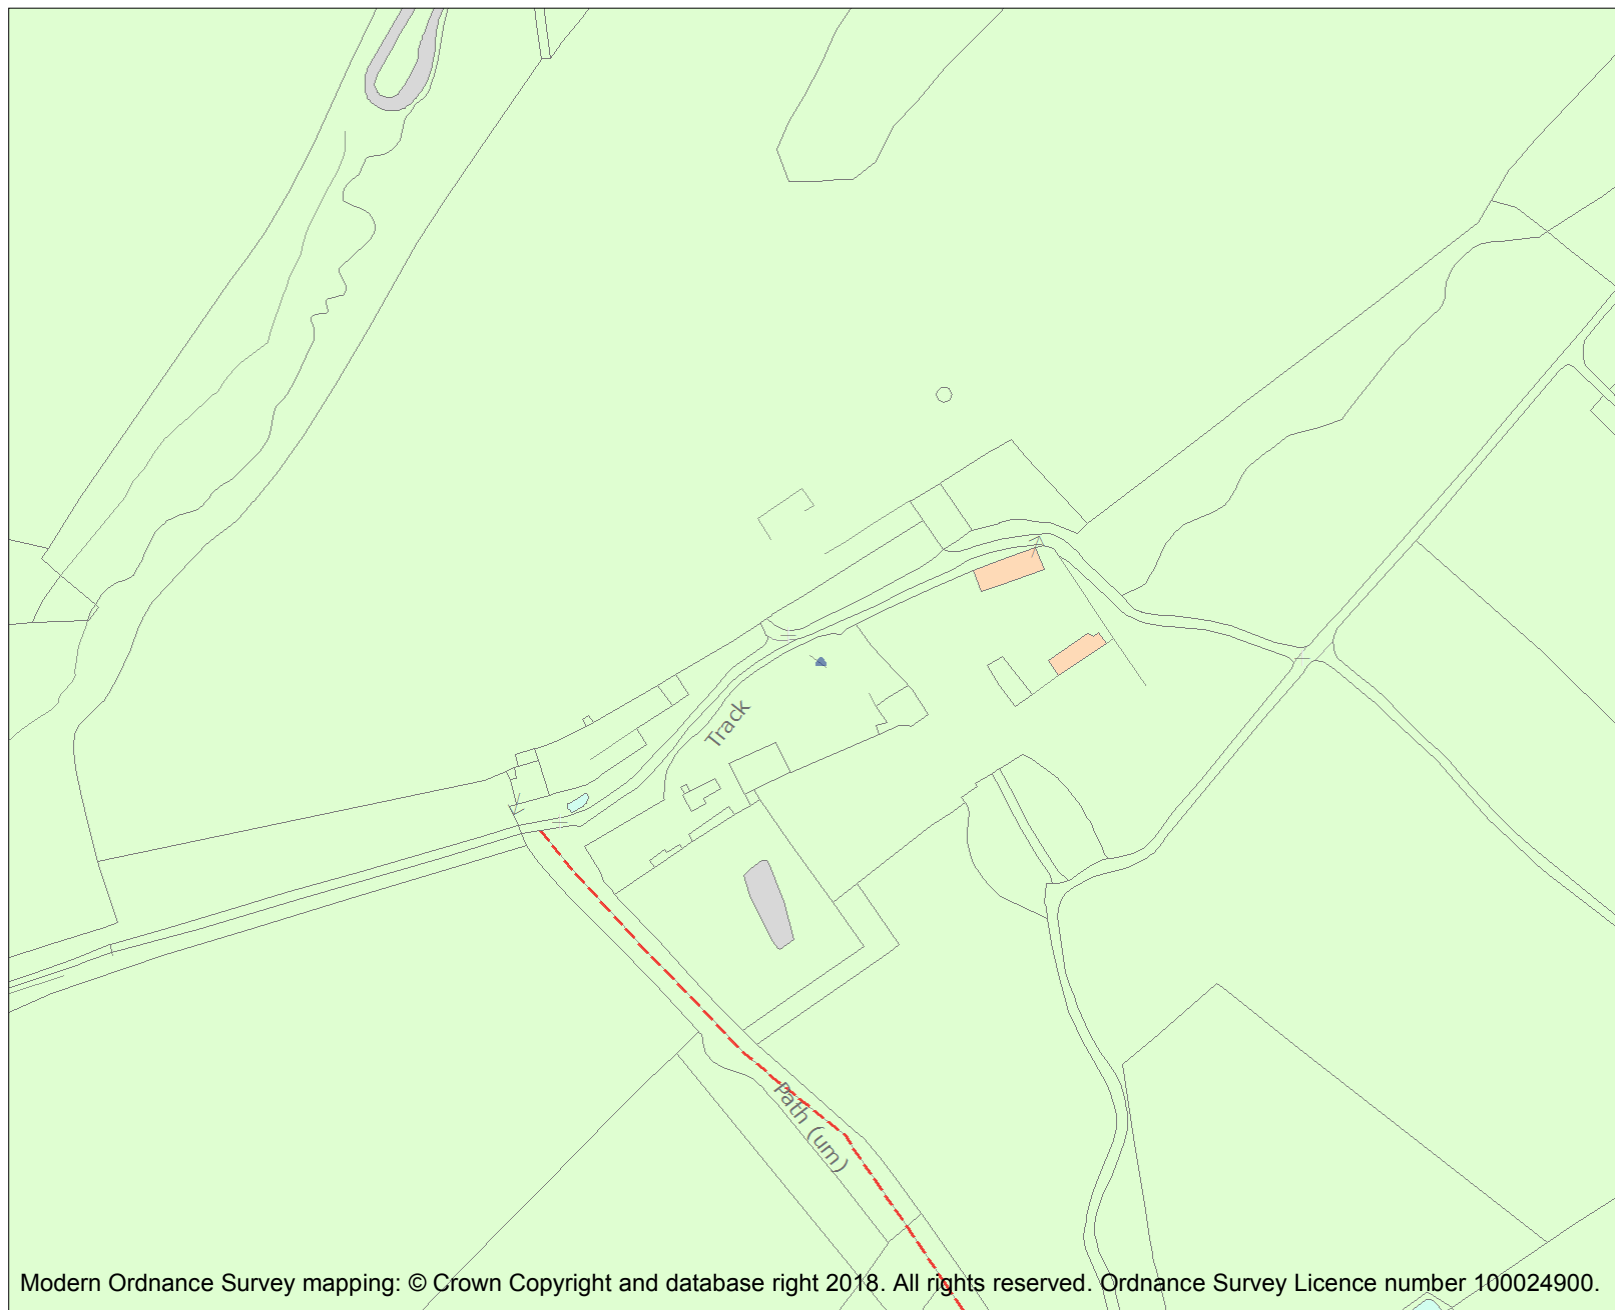 Track
Path (um)
Modern Ordnance Survey mapping: © Crown Copyright and database right 2018. All rights reserved. Ordnance Survey Licence number 100024900.